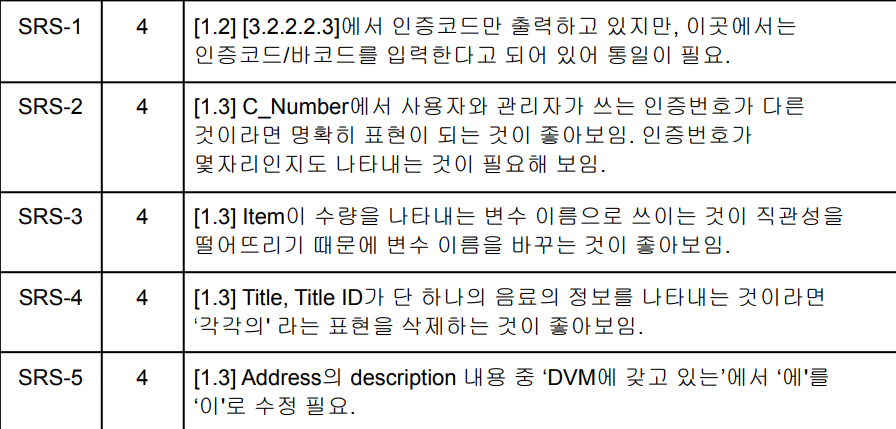 SRS-1 4 [1.2] [3.2.2.2.3]에서 인증코드만 출력하고 있지만, 이곳에서는
인증코드/바코드를 입력한다고 되어 있어 통일이 필요.
SRS-2 4 [1.3] C_Number에서 사용자와 관리자가 쓰는 인증번호가 다른
것이라면 명확히 표현이 되는 것이 좋아보임. 인증번호가
몇자리인지도 나타내는 것이 필요해 보임.
SRS-3 4 [1.3] Item이 수량을 나타내는 변수 이름으로 쓰이는 것이 직관성을
떨어뜨리기 때문에 변수 이름을 바꾸는 것이 좋아보임.
SRS-4 4 [1.3] Title, Title ID가 단 하나의 음료의 정보를 나타내는 것이라면
‘각각의' 라는 표현을 삭제하는 것이 좋아보임.
SRS-5 4 [1.3] Address의 description 내용 중 ‘DVM에 갖고 있는’에서 ‘에'를
‘이'로 수정 필요.